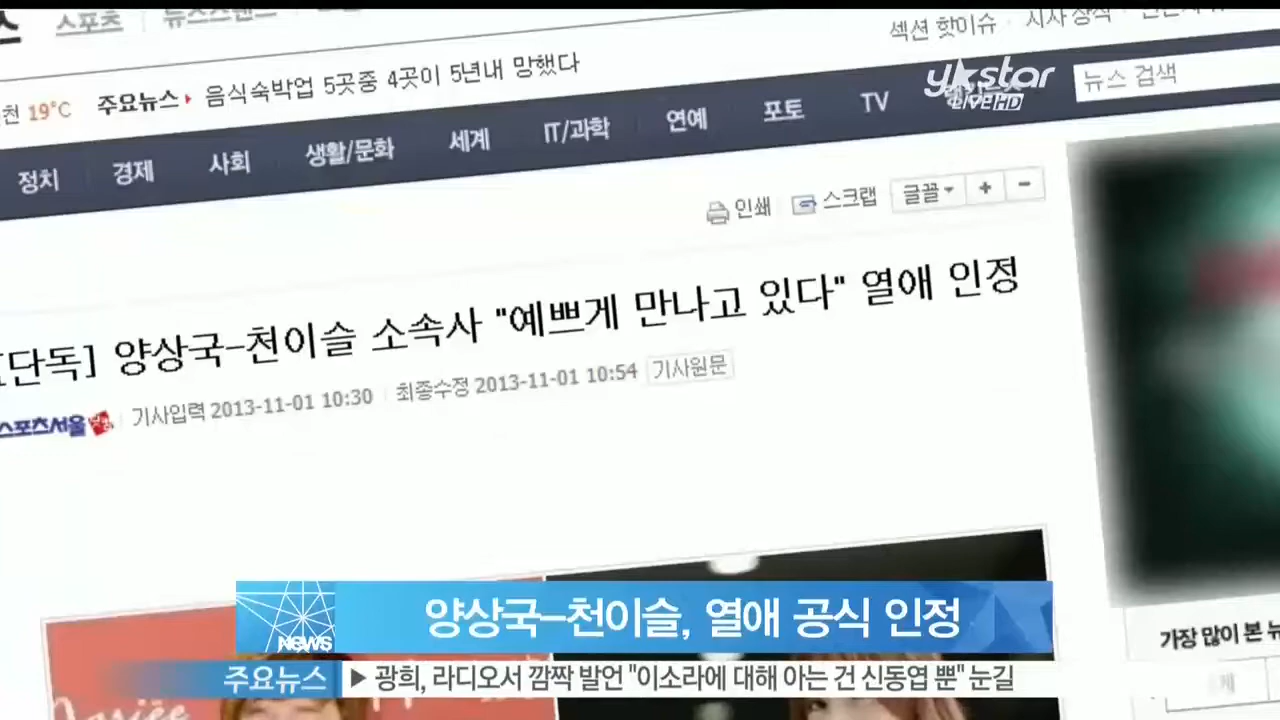 스포츠
섹션 핫이슈
19°C 주요뉴스 음식숙박업 5곳중 4곳이 5년내 망했다
y★star
LIVE HD
뉴스 검색
정치 경제 사회 생활/문화 세계 IT/과학 연예 포토 TV
인쇄 스크랩 글꼴 + -
[단독] 양상국-천이슬 소속사 "예쁘게 만나고 있다" 열애 인정
스포츠서울 기사입력 2013-11-01 10:30 최종수정 2013-11-01 10:54 기사원문
가장 많이 본 뉴
NEWS
양상국-천이슬, 열애 공식 인정
주요뉴스 ▶ 광희, 라디오서 깜짝 발언 "이소라에 대해 아는 건 신동엽 뿐" 눈길